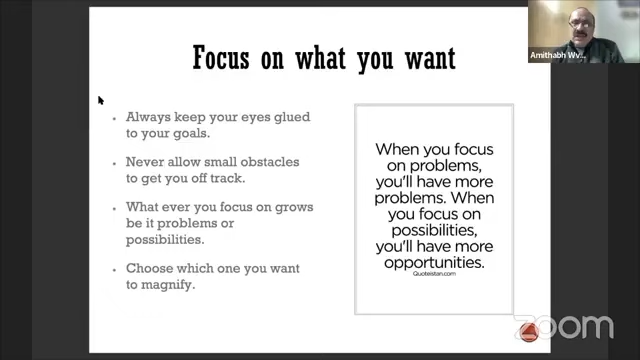 Focus on what you want
Amithabh Wv...
Always keep your eyes glued
to your goals.
Never allow small obstacles
to get you off track.
What ever you focus on grows
be it problems or
possibilities.
Choose which one you want
to magnify.
When you focus
on problems,
you'll have more
problems. When
you focus on
possibilities,
you'll have more
opportunities.
Quoteistan.com
zoom